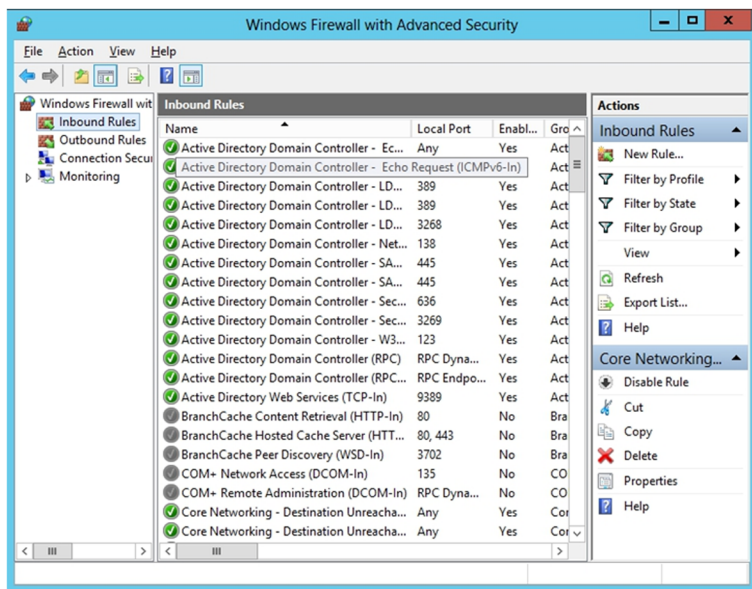 Windows Firewall with Advanced Security
File Action View Help
Windows Firewall wit
Inbound Rules
Outbound Rules
Connection Secur
Monitoring
Inbound Rules
Name Local Port Enabl... Gro
Active Directory Domain Controller - Ec... Any Yes Act
Active Directory Domain Controller - Echo Request (ICMPv6-In) Act
Active Directory Domain Controller - LD... 389 Yes Act
Active Directory Domain Controller - LD... 389 Yes Act
Active Directory Domain Controller - LD... 3268 Yes Act
Active Directory Domain Controller - Net... 138 Yes Act
Active Directory Domain Controller - SA... 445 Yes Act
Active Directory Domain Controller - SA... 445 Yes Act
Active Directory Domain Controller - Sec... 636 Yes Act
Active Directory Domain Controller - Sec... 3269 Yes Act
Active Directory Domain Controller - W3... 123 Yes Act
Active Directory Domain Controller (RPC) RPC Dyna... Yes Act
Active Directory Domain Controller (RPC... RPC Endpo... Yes Act
Active Directory Web Services (TCP-In) 9389 Yes Act
BranchCache Content Retrieval (HTTP-In) 80 No Bra
BranchCache Hosted Cache Server (HTT... 80, 443 No Bra
BranchCache Peer Discovery (WSD-In) 3702 No Bra
COM+ Network Access (DCOM-In) 135 No CO
COM+ Remote Administration (DCOM-In) RPC Dyna... No CO
Core Networking - Destination Unreacha... Any Yes Cor
Core Networking - Destination Unreacha... Any Yes Cor
Actions
Inbound Rules
New Rule...
Filter by Profile
Filter by State
Filter by Group
View
Refresh
Export List...
Help
Core Networking...
Disable Rule
Cut
Copy
Delete
Properties
Help